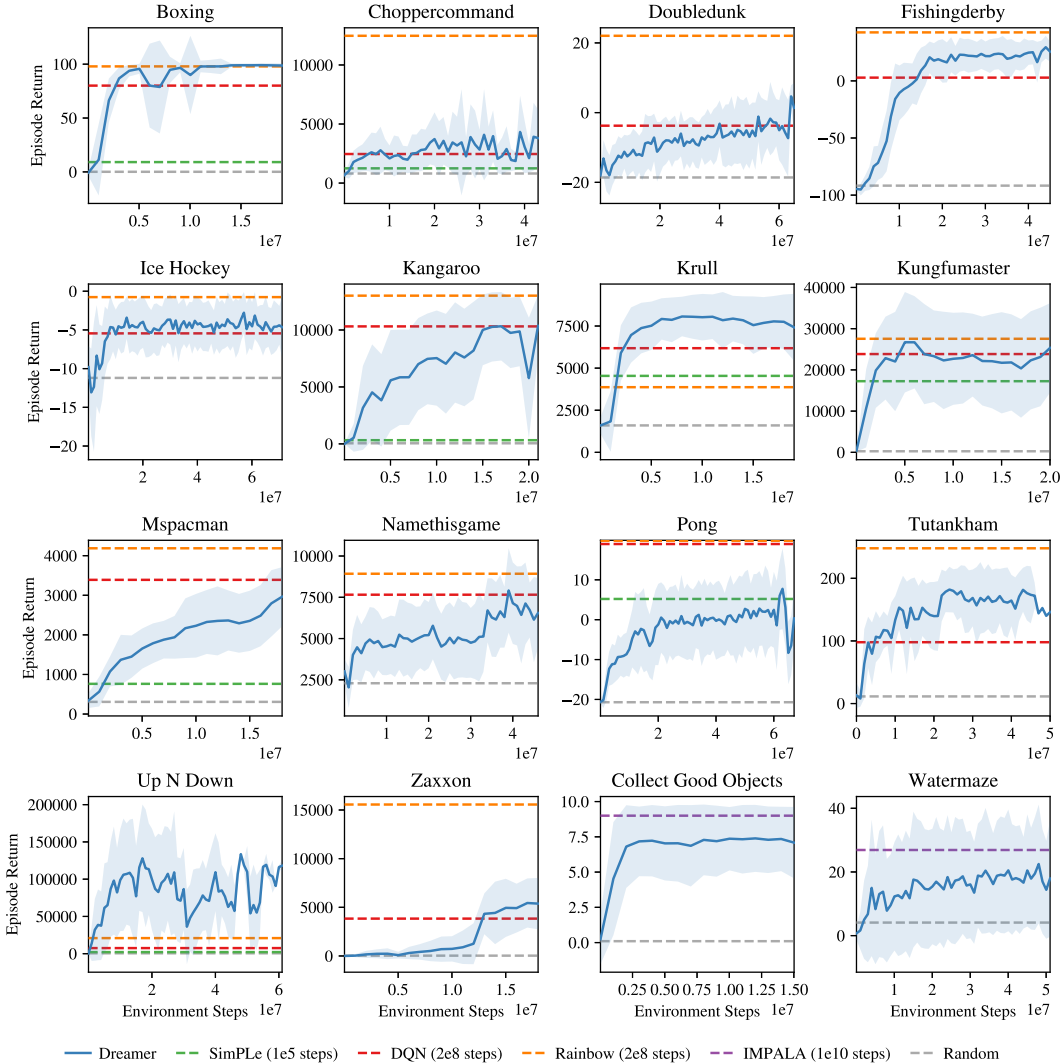 Boxing
Choppercommand
Doubledunk
Fishingderby
Episode Return
100
50
0
0.5
1.0
1.5
1e7
12500
10000
7500
5000
2500
0
0
1
2
3
4
1e7
20
0
−20
2
4
6
1e7
0
−50
−100
0
1
2
3
4
1e7
Ice Hockey
Kangaroo
Krull
Kungfumaster
Episode Return
0
−5
−10
−15
−20
2
4
6
1e7
10000
5000
0
0.5
1.0
1.5
2.0
1e7
7500
5000
2500
0
0.5
1.0
1.5
1e7
40000
30000
20000
10000
0
0.5
1.0
1.5
2.0
1e7
Mspacman
Namethisgame
Pong
Tutankham
Episode Return
4000
3000
2000
1000
0
0.5
1.0
1.5
1e7
10000
7500
5000
2500
0
1
2
3
4
1e7
10
0
−10
−20
2
4
6
1e7
200
100
0
0
1
2
3
4
5
1e7
Up N Down
Zaxxon
Collect Good Objects
Watermaze
Episode Return
200000
150000
100000
50000
0
2
4
6
1e7
Environment Steps
15000
10000
5000
0
0.5
1.0
1.5
1e7
Environment Steps
10.0
7.5
5.0
2.5
0.0
0.25
0.50
0.75
1.00
1.25
1.50
1e7
Environment Steps
40
20
0
0
1
2
3
4
5
1e7
Environment Steps
Dreamer
SimPLe (1e5 steps)
DQN (2e8 steps)
Rainbow (2e8 steps)
IMPALA (1e10 steps)
Random